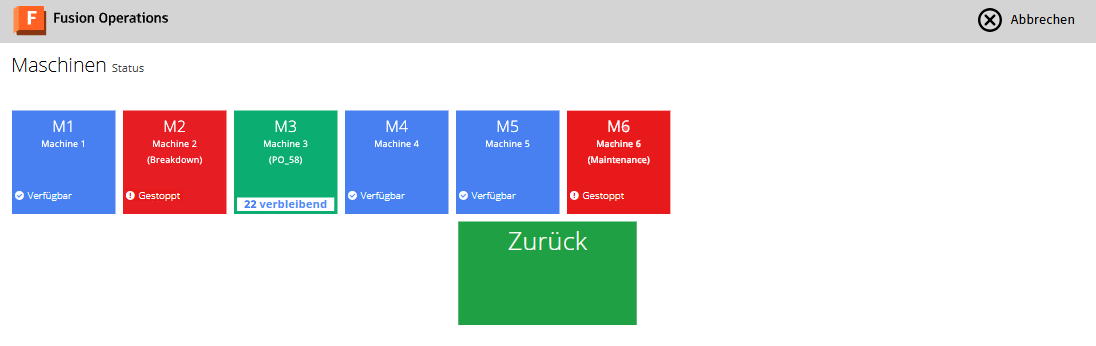 F Fusion Operations
Abbrechen
Maschinen Status
M1
Machine 1
Verfügbar
M2
Machine 2
(Breakdown)
Gestoppt
M3
Machine 3
(PO_58)
22 verbleibend
M4
Machine 4
Verfügbar
M5
Machine 5
Verfügbar
M6
Machine 6
(Maintenance)
Gestoppt
Zurück